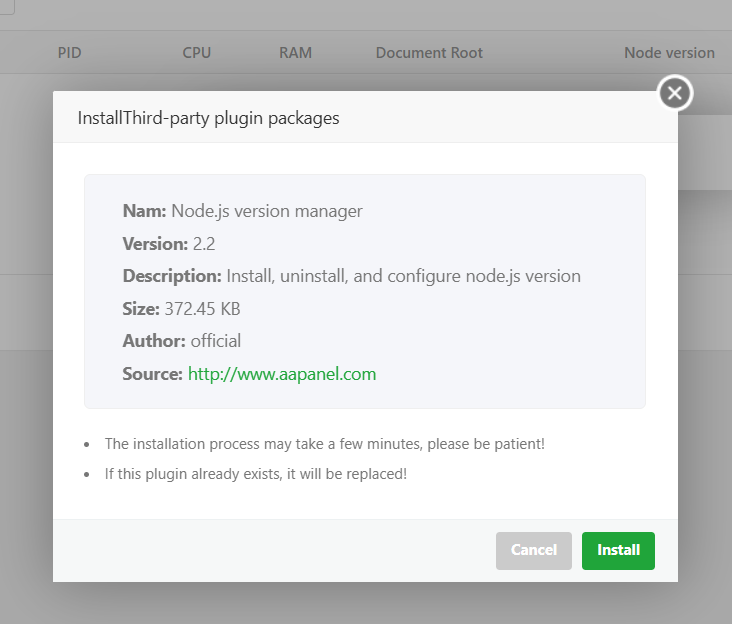 PID CPU RAM Document Root Node version
InstallThird-party plugin packages
Nam: Node.js version manager
Version: 2.2
Description: Install, uninstall, and configure node.js version
Size: 372.45 KB
Author: official
Source: http://www.aapanel.com
• The installation process may take a few minutes, please be patient!
• If this plugin already exists, it will be replaced!
Cancel Install